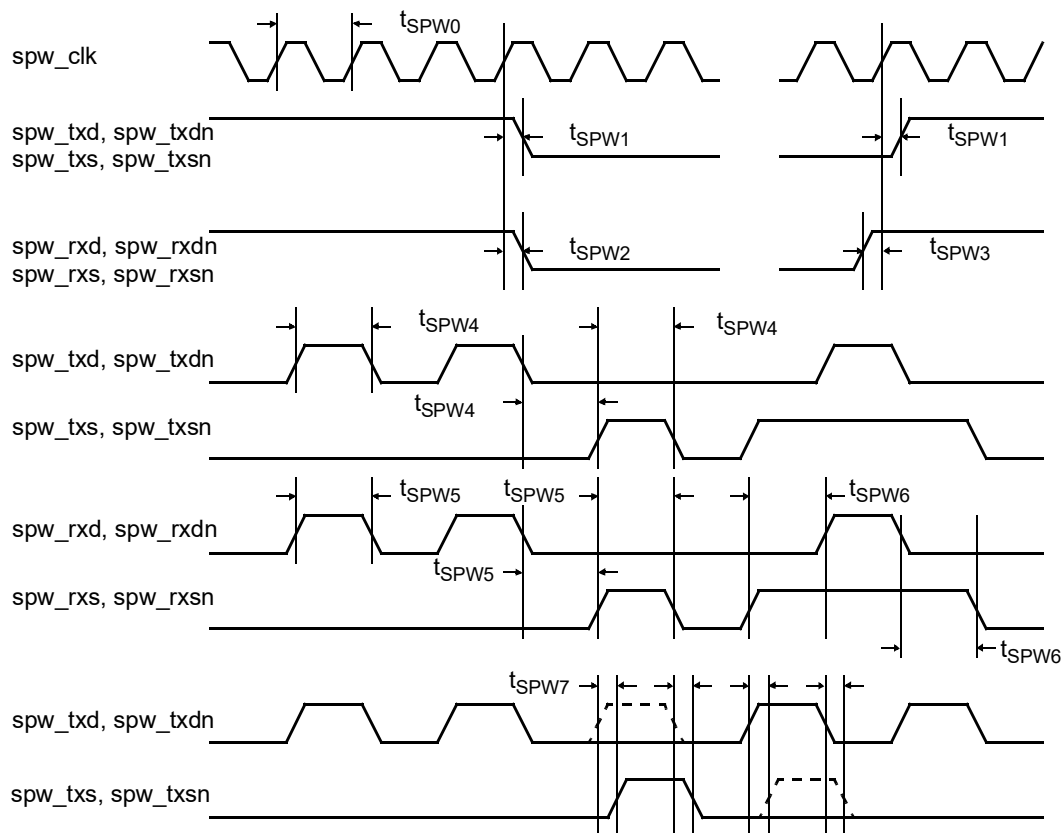 tSPW0
spw_clk
spw_txd, spw_txdn
spw_txs, spw_txsn
tSPW1
tSPW1
spw_rxd, spw_rxdn
spw_rxs, spw_rxsn
tSPW2
tSPW3
tSPW4
tSPW4
spw_txd, spw_txdn
tSPW4
spw_txs, spw_txsn
tSPW5
tSPW5
tSPW6
spw_rxd, spw_rxdn
tSPW5
spw_rxs, spw_rxsn
tSPW6
tSPW7
spw_txd, spw_txdn
spw_txs, spw_txsn